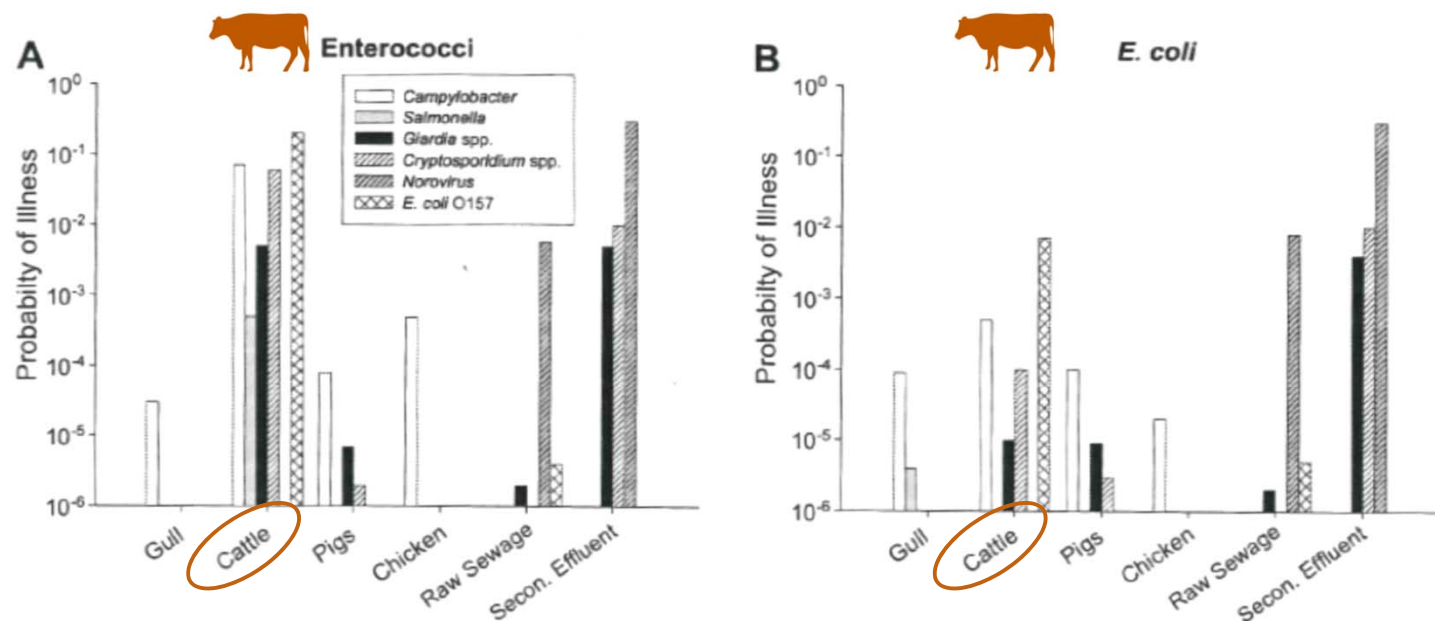 A
Enterococci
Probabilty of Illness
10⁰
10⁻¹
10⁻²
10⁻³
10⁻⁴
10⁻⁵
10⁻⁶
Campylobacter
Salmonella
Giardia spp.
Cryptosporidium spp.
Norovirus
E. coli O157
Gull
Cattle
Pigs
Chicken
Raw Sewage
Secon. Effluent
B
E. coli
Probabilty of Illness
10⁰
10⁻¹
10⁻²
10⁻³
10⁻⁴
10⁻⁵
10⁻⁶
Gull
Cattle
Pigs
Chicken
Raw Sewage
Secon. Effluent